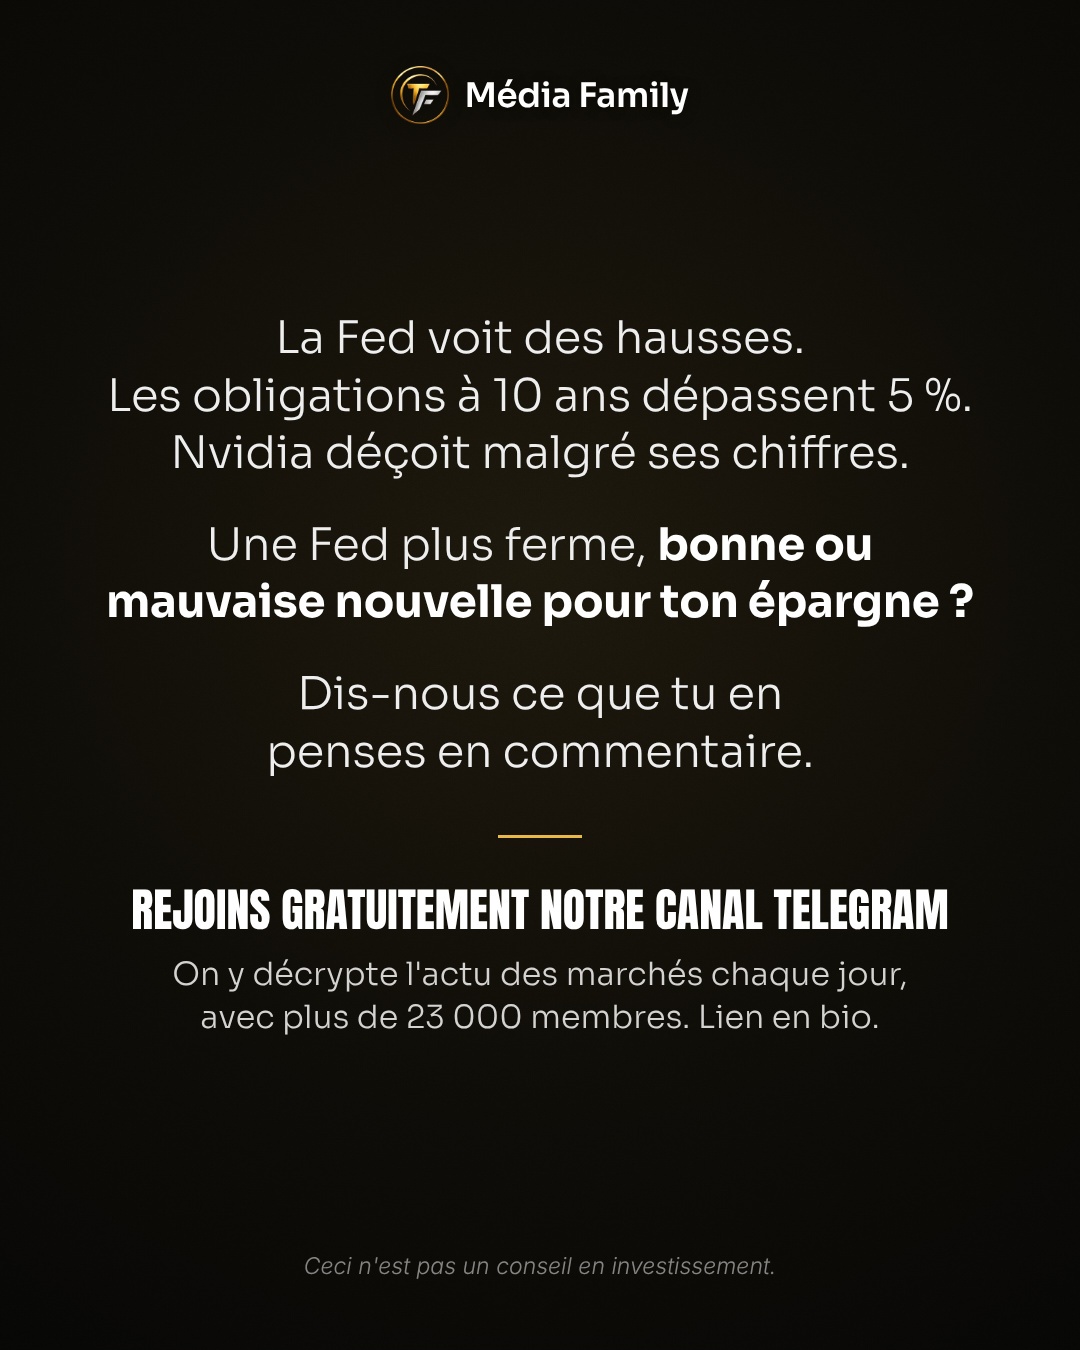 TF Média Family
La Fed voit des hausses.
Les obligations à 10 ans dépassent 5 %.
Nvidia déçoit malgré ses chiffres.
Une Fed plus ferme, bonne ou
mauvaise nouvelle pour ton épargne ?
Dis-nous ce que tu en
penses en commentaire.
REJOINS GRATUITEMENT NOTRE CANAL TELEGRAM
On y décrypte l'actu des marchés chaque jour,
avec plus de 23 000 membres. Lien en bio.
Ceci n'est pas un conseil en investissement.